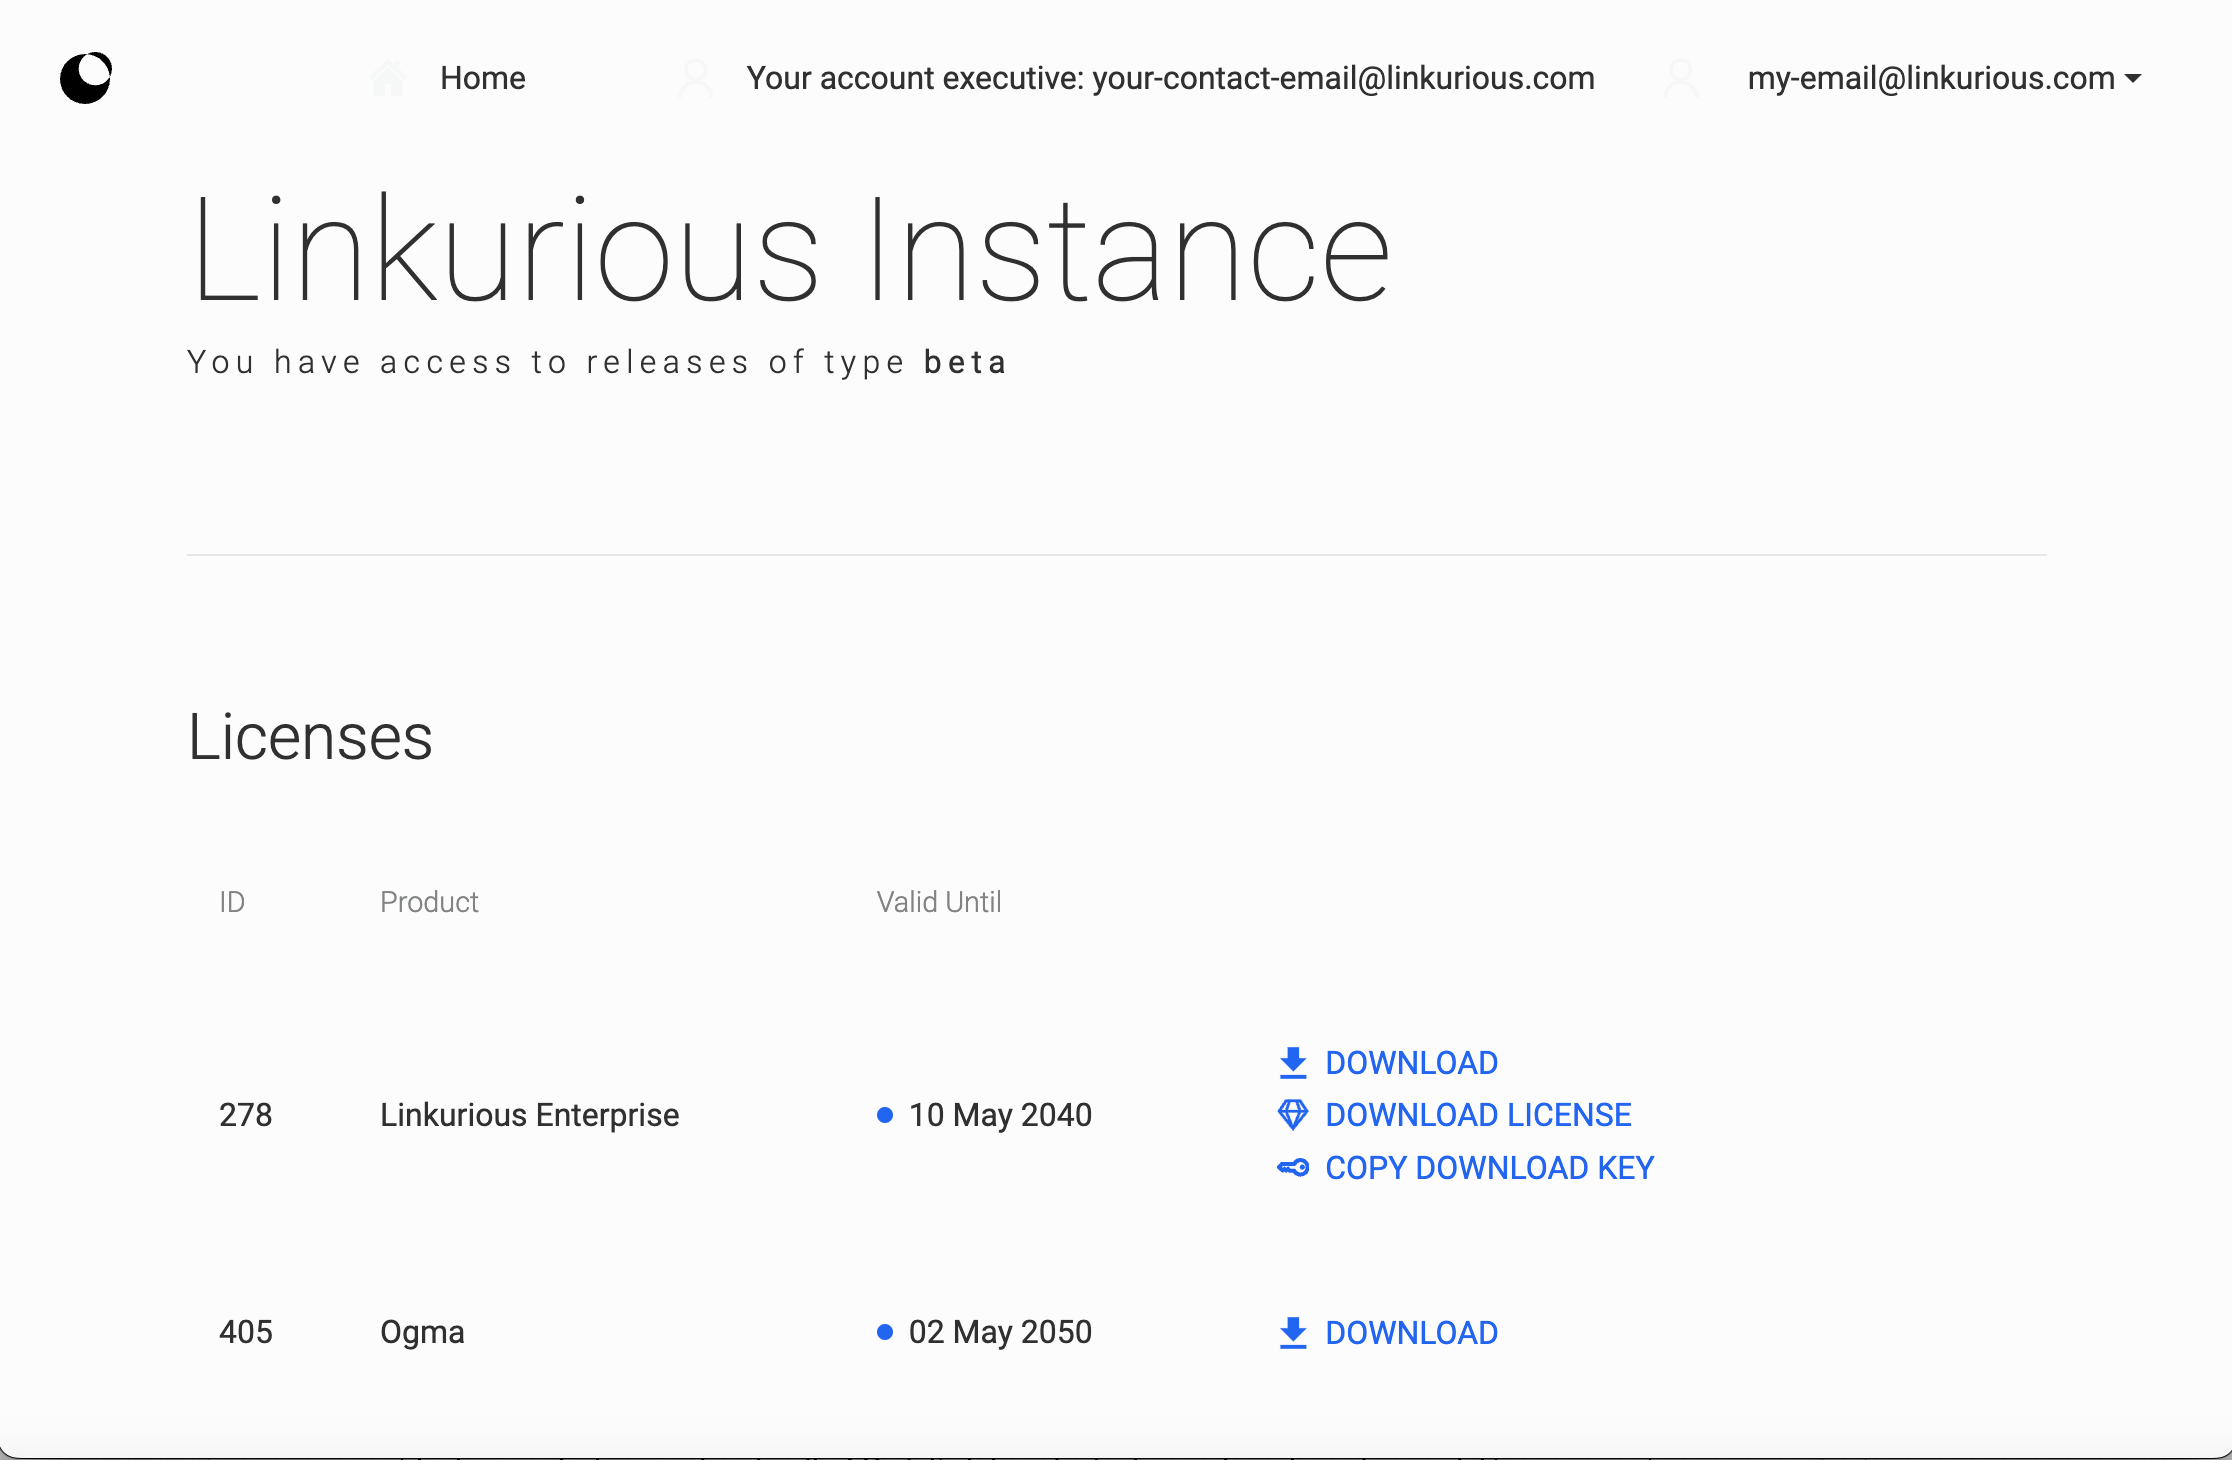 Home Your account executive: your-contact-email@linkurious.com my-email@linkurious.com
Linkurious Instance
You have access to releases of type beta
Licenses
ID Product Valid Until
DOWNLOAD
278 Linkurious Enterprise 10 May 2040 DOWNLOAD LICENSE
COPY DOWNLOAD KEY
405 Ogma 02 May 2050 DOWNLOAD